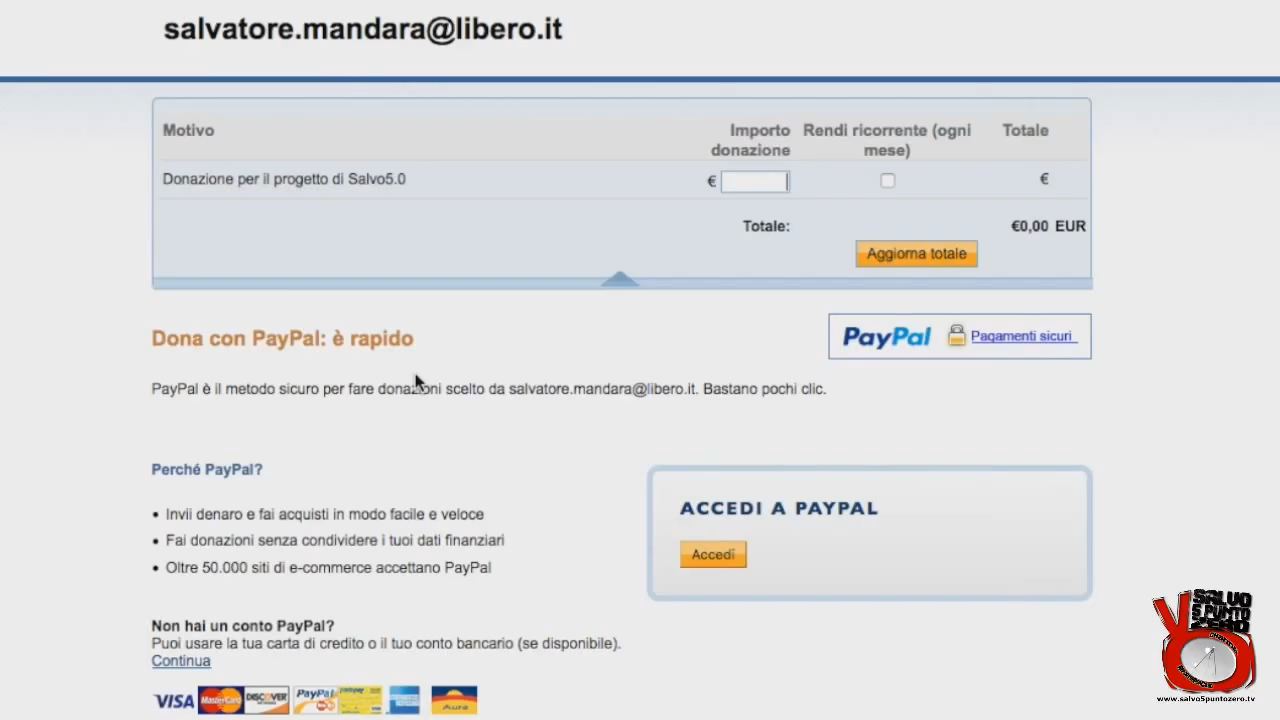 salvatore.mandara@libero.it
Motivo
Importo donazione
Rendi ricorrente (ogni mese)
Totale
Donazione per il progetto di Salvo5.0
€
€
Totale:
€0,00 EUR
Aggiorna totale
Dona con PayPal: è rapido
PayPal
Pagamenti sicuri
PayPal è il metodo sicuro per fare donazioni scelto da salvatore.mandara@libero.it. Bastano pochi clic.
Perché PayPal?
• Invii denaro e fai acquisti in modo facile e veloce
• Fai donazioni senza condividere i tuoi dati finanziari
• Oltre 50.000 siti di e-commerce accettano PayPal
ACCEDI A PAYPAL
Accedi
Non hai un conto PayPal?
Puoi usare la tua carta di credito o il tuo conto bancario (se disponibile).
Continua
VISA MasterCard DISCOVER PayPal postepay Aura
SALVO
5 PUNTO
ZERO
www.salvo5puntozero.tv